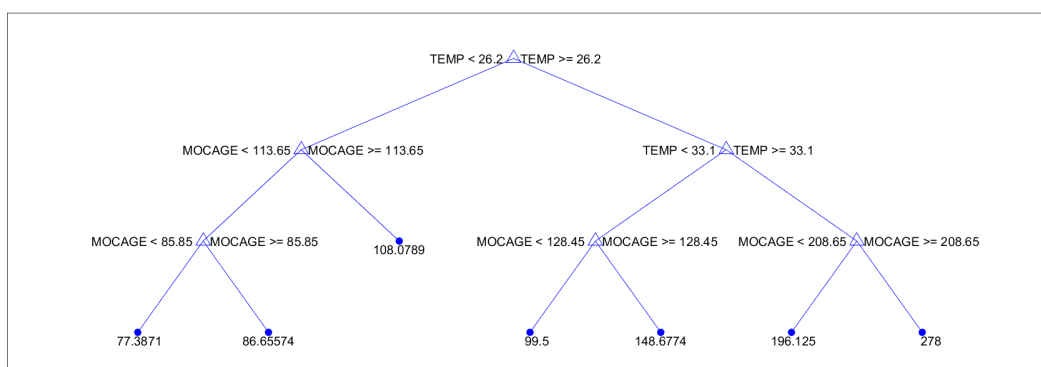 TEMP < 26.2 TEMP >= 26.2
MOCAGE < 113.65 MOCAGE >= 113.65 TEMP < 33.1 TEMP >= 33.1
MOCAGE < 85.85 MOCAGE >= 85.85 108.0789 MOCAGE < 128.45 MOCAGE >= 128.45 MOCAGE < 208.65 MOCAGE >= 208.65
77.3871 86.65574 99.5 148.6774 196.125 278